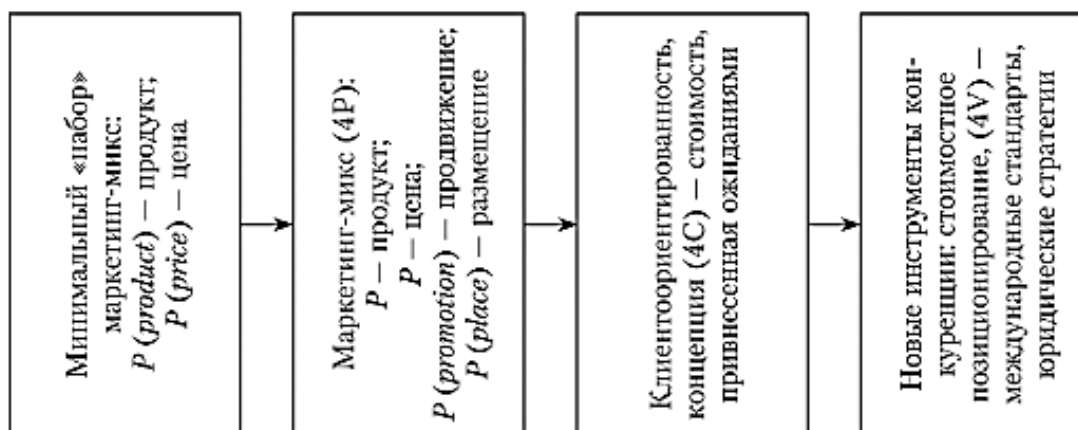 Минимальный «набор»
маркетинг-микс:
P (product) — продукт;
P (price) — цена
Маркетинг-микс (4P):
P — продукт;
P — цена;
P (promotion) — продвижение;
P (place) — размещение
Клиентоориентированность,
концепция (4C) — стоимость,
привнесенная ожиданиями
Новые инструменты кон-
куренции: стоимостное
позиционирование, (4V) —
международные стандарты,
юридические стратегии